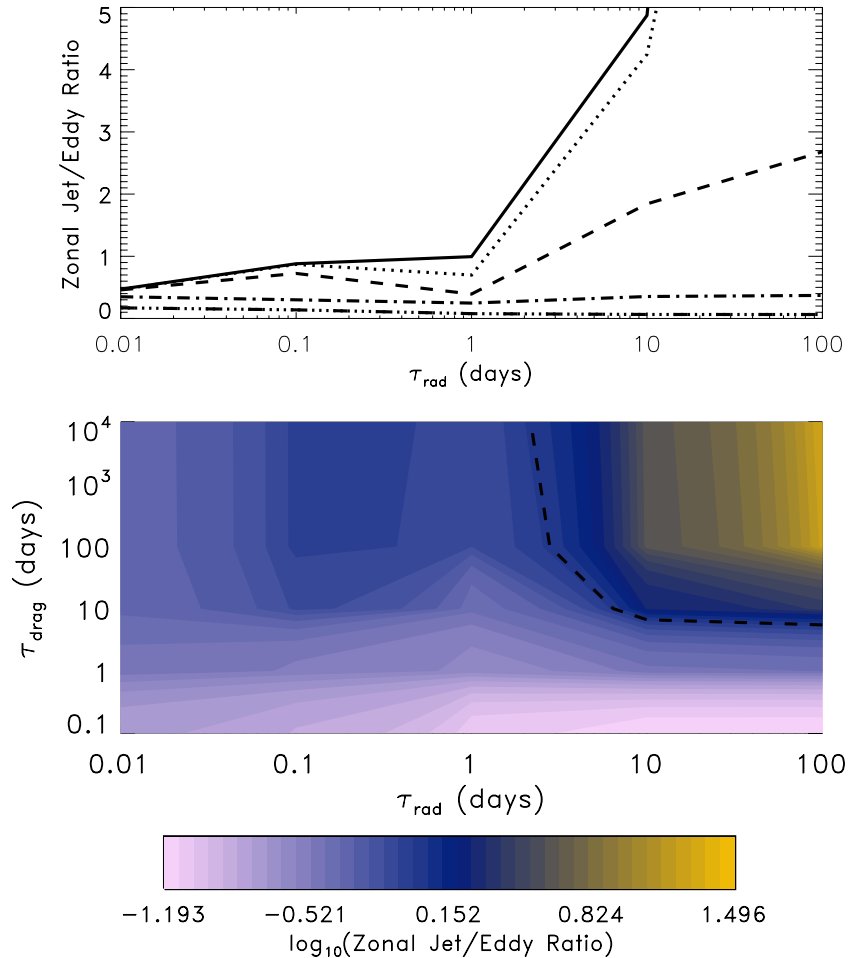 Zonal Jet/Eddy Ratio
5
4
3
2
1
0
0.01 0.1 1 10 100
τrad (days)
τdrag (days)
10⁴
10³
100
10
1
0.1
0.01 0.1 1 10 100
τrad (days)
−1.193 −0.521 0.152 0.824 1.496
log₁₀(Zonal Jet/Eddy Ratio)